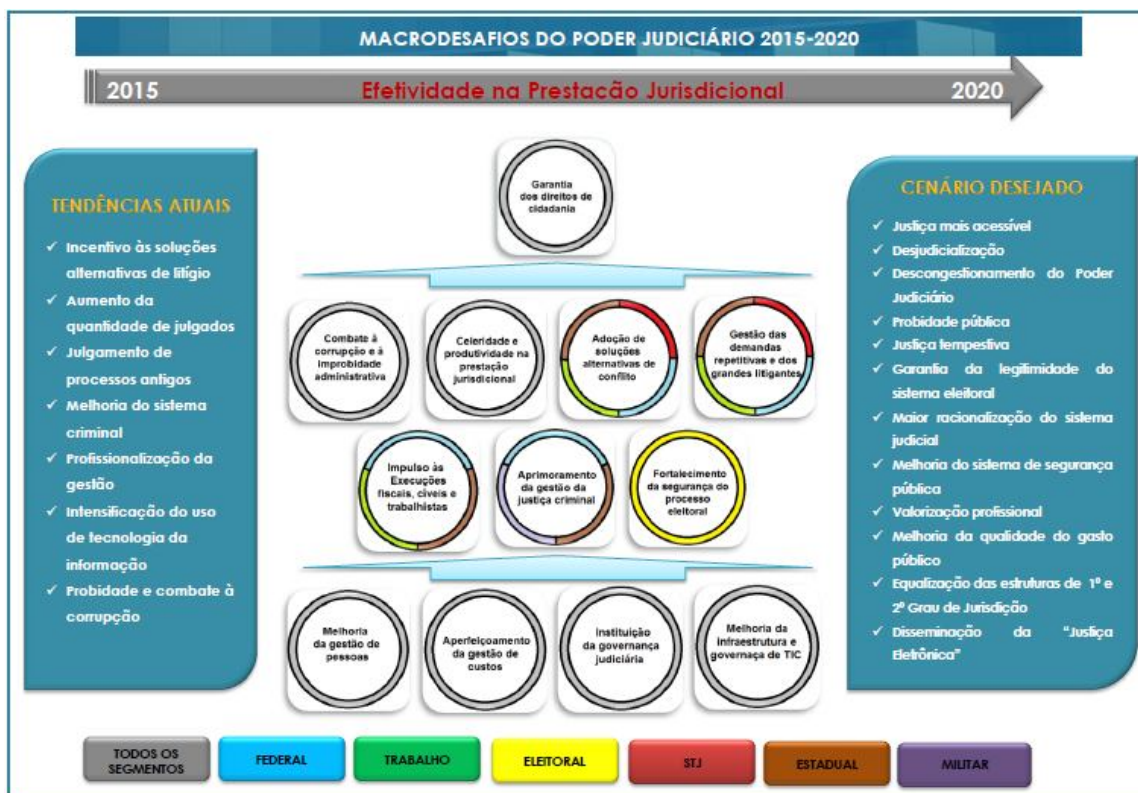 MACRODESAFIOS DO PODER JUDICIÁRIO 2015-2020
2015
Efetividade na Prestacão Jurisdicional
2020
TENDÊNCIAS ATUAIS
✓ Incentivo às soluções
alternativas de litígio
✓ Aumento da
quantidade de julgados
✓ Julgamento de
processos antigos
✓ Melhoria do sistema
criminal
✓ Profissionalização da
gestão
✓ Intensificação do uso
de tecnologia da
informação
✓ Probidade e combate à
corrupção
Garantia
dos direitos de
cidadania
Combate à
corrupção e à
improbidade
administrativa
Celeridade e
produtividade na
prestação
jurisdicional
Adoção de
soluções
alternativas de
conflito
Gestão das
demandas
repetitivas e dos
grandes litigantes
Impulso às
Execuções
fiscais, cíveis e
trabalhistas
Aprimoramento
da gestão da
justiça criminal
Fortalecimento
da segurança do
processo
eleitoral
Melhoria
da gestão de
pessoas
Aperfeiçoamento
da gestão de
custos
Instituição
da governança
judiciária
Melhoria da
infraestrutura e
governaça de TIC
CENÁRIO DESEJADO
✓ Justiça mais acessível
✓ Desjudicialização
✓ Descongestionamento do Poder
Judiciário
✓ Probidade pública
✓ Justiça tempestiva
✓ Garantia da legitimidade do
sistema eleitoral
✓ Maior racionalização do sistema
judicial
✓ Melhoria do sistema de segurança
pública
✓ Valorização profissional
✓ Melhoria da qualidade do gasto
público
✓ Equalização das estruturas de 1º e
2º Grau de Jurisdição
✓ Disseminação da "Justiça
Eletrônica"
TODOS OS
SEGMENTOS
FEDERAL
TRABALHO
ELEITORAL
STJ
ESTADUAL
MILITAR